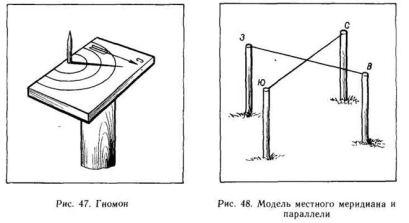 С
З
В
Ю
Рис. 47. Гномон
Рис. 48. Модель местного меридиана и
параллели